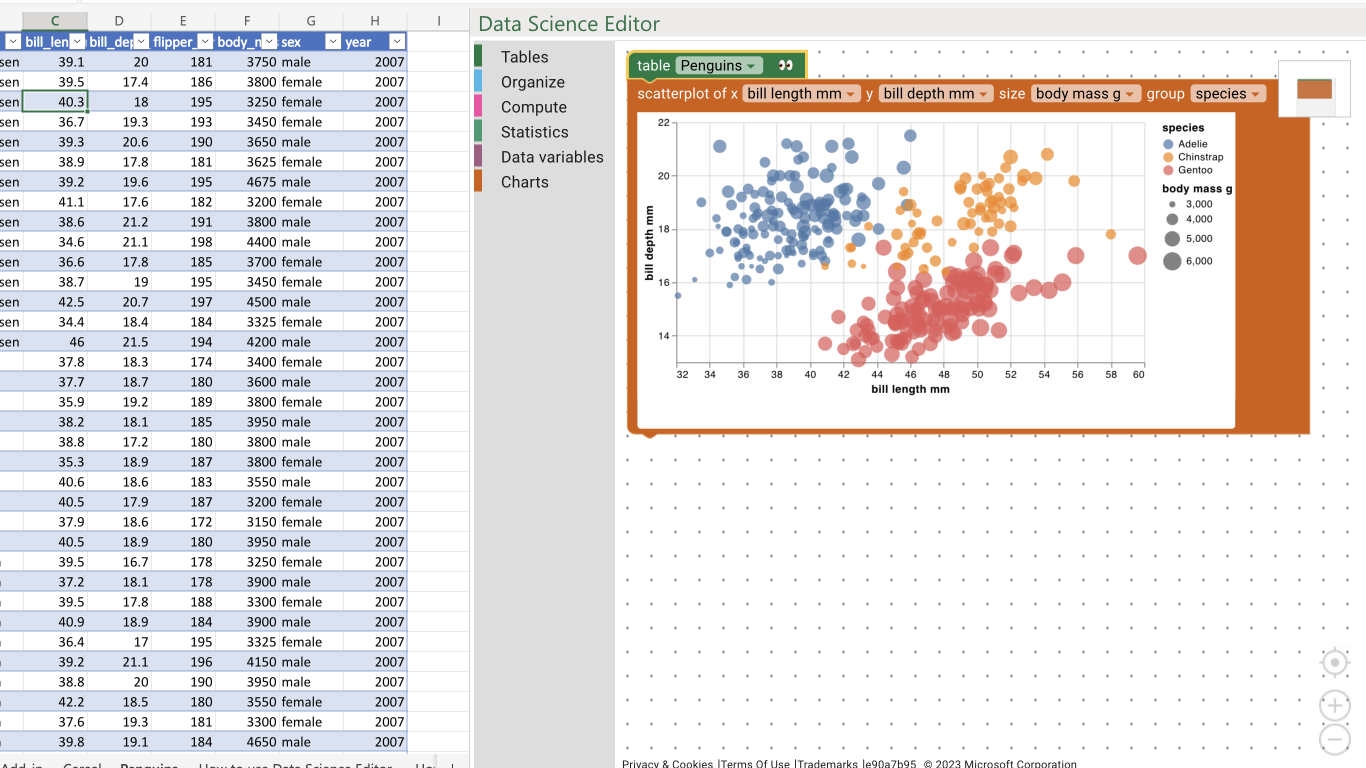 Data Science Editor
C D E F G H I
bill_len bill_dep flipper_ body_m sex year
sen 39.1 20 181 3750 male 2007
sen 39.5 17.4 186 3800 female 2007
sen 40.3 18 195 3250 female 2007
sen 36.7 19.3 193 3450 female 2007
sen 39.3 20.6 190 3650 male 2007
sen 38.9 17.8 181 3625 female 2007
sen 39.2 19.6 195 4675 male 2007
sen 41.1 17.6 182 3200 female 2007
sen 38.6 21.2 191 3800 male 2007
sen 34.6 21.1 198 4400 male 2007
sen 36.6 17.8 185 3700 female 2007
sen 38.7 19 195 3450 female 2007
sen 42.5 20.7 197 4500 male 2007
sen 34.4 18.4 184 3325 female 2007
sen 46 21.5 194 4200 male 2007
37.8 18.3 174 3400 female 2007
37.7 18.7 180 3600 male 2007
35.9 19.2 189 3800 female 2007
38.2 18.1 185 3950 male 2007
38.8 17.2 180 3800 male 2007
35.3 18.9 187 3800 female 2007
40.6 18.6 183 3550 male 2007
40.5 17.9 187 3200 female 2007
37.9 18.6 172 3150 female 2007
40.5 18.9 180 3950 male 2007
39.5 16.7 178 3250 female 2007
37.2 18.1 178 3900 male 2007
39.5 17.8 188 3300 female 2007
40.9 18.9 184 3900 male 2007
36.4 17 195 3325 female 2007
39.2 21.1 196 4150 male 2007
38.8 20 190 3950 male 2007
42.2 18.5 180 3550 female 2007
37.6 19.3 181 3300 female 2007
39.8 19.1 184 4650 male 2007
Add-in Cereal Penguins How to use Data Science Editor
Tables
Organize
Compute
Statistics
Data variables
Charts
table Penguins
scatterplot of x bill length mm y bill depth mm size body mass g group species
22
20
18
16
14
bill depth mm
32 34 36 38 40 42 44 46 48 50 52 54 56 58 60
bill length mm
species
Adelie
Chinstrap
Gentoo
body mass g
3,000
4,000
5,000
6,000
Privacy & Cookies |Terms Of Use |Trademarks |e90a7b95 © 2023 Microsoft Corporation